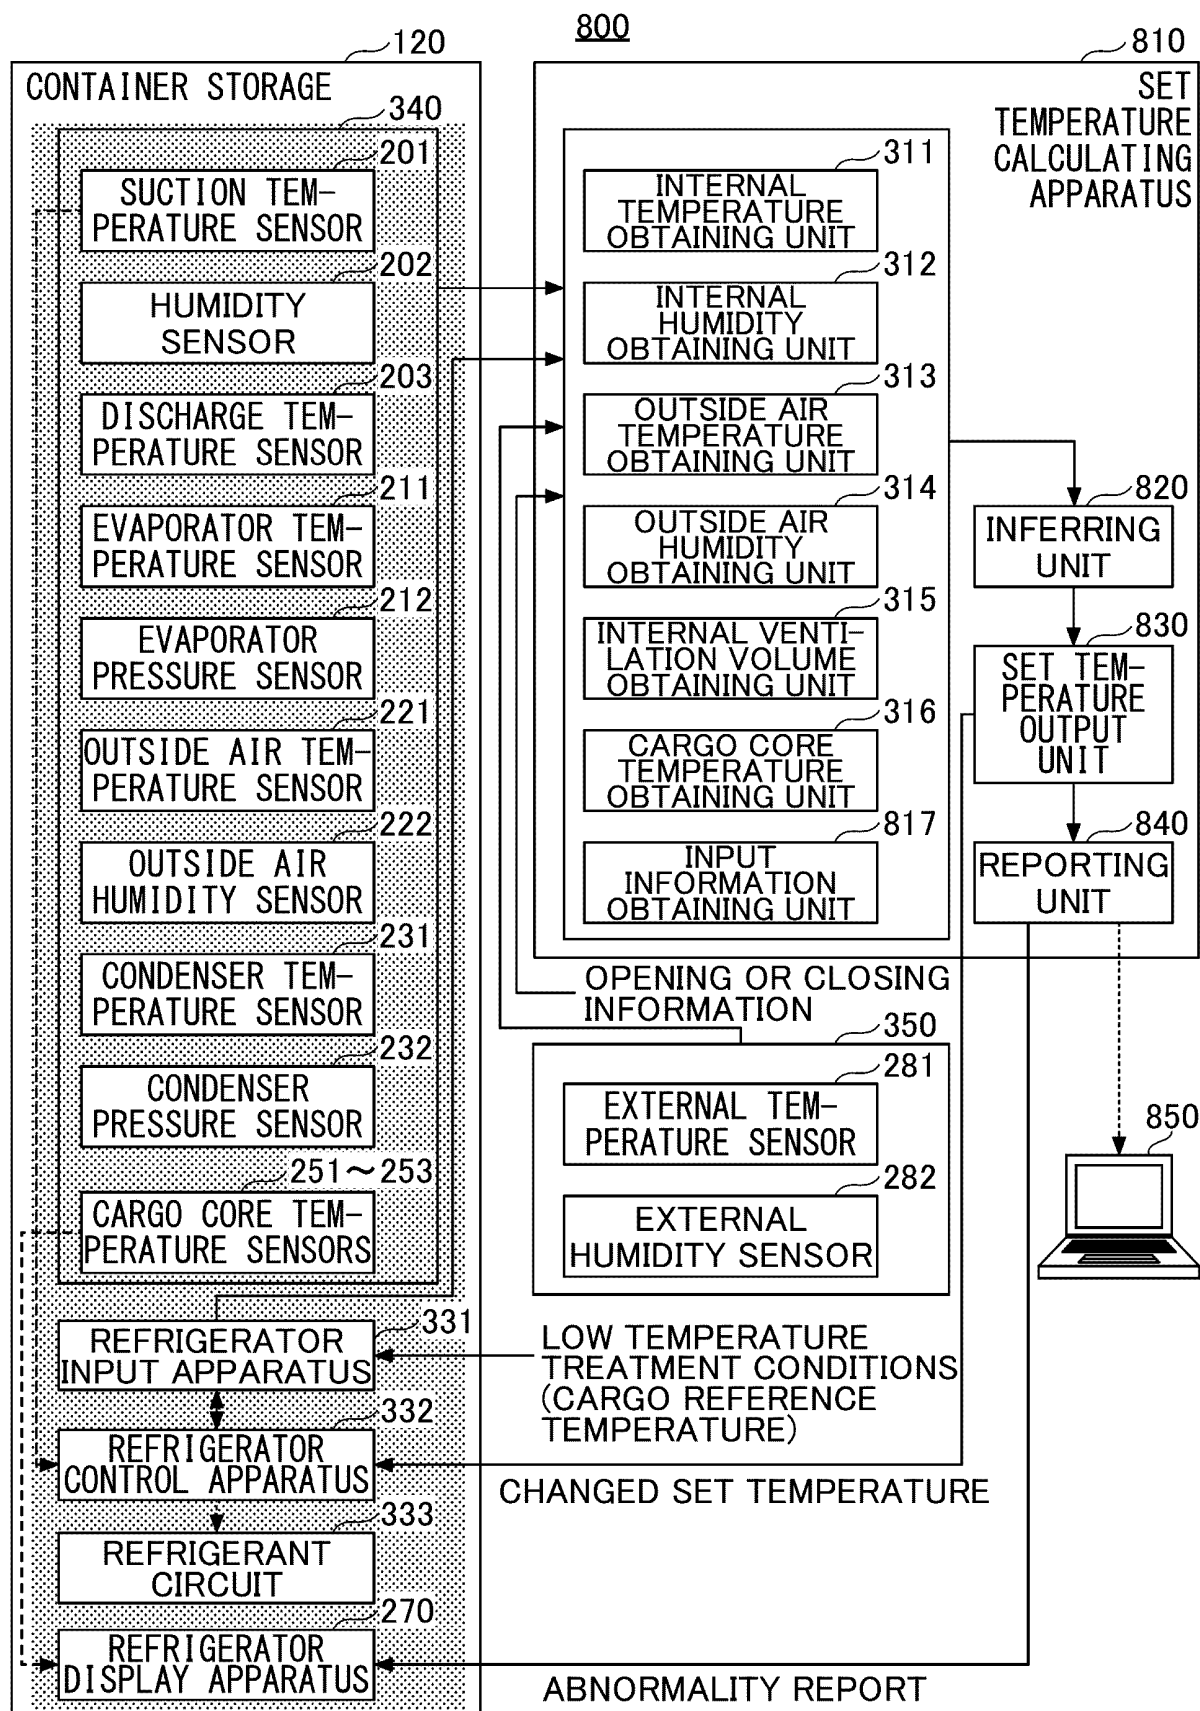 800
120
CONTAINER STORAGE
340
201
SUCTION TEM-
PERATURE SENSOR
202
HUMIDITY
SENSOR
203
DISCHARGE TEM-
PERATURE SENSOR
211
EVAPORATOR TEM-
PERATURE SENSOR
212
EVAPORATOR
PRESSURE SENSOR
221
OUTSIDE AIR TEM-
PERATURE SENSOR
222
OUTSIDE AIR
HUMIDITY SENSOR
231
CONDENSER TEM-
PERATURE SENSOR
232
CONDENSER
PRESSURE SENSOR
251～253
CARGO CORE TEM-
PERATURE SENSORS
331
REFRIGERATOR
INPUT APPARATUS
332
REFRIGERATOR
CONTROL APPARATUS
333
REFRIGERANT
CIRCUIT
270
REFRIGERATOR
DISPLAY APPARATUS
810
SET
TEMPERATURE
CALCULATING
APPARATUS
311
INTERNAL
TEMPERATURE
OBTAINING UNIT
312
INTERNAL
HUMIDITY
OBTAINING UNIT
313
OUTSIDE AIR
TEMPERATURE
OBTAINING UNIT
314
OUTSIDE AIR
HUMIDITY
OBTAINING UNIT
315
INTERNAL VENTI-
LATION VOLUME
OBTAINING UNIT
316
CARGO CORE
TEMPERATURE
OBTAINING UNIT
817
INPUT
INFORMATION
OBTAINING UNIT
820
INFERRING
UNIT
830
SET TEM-
PERATURE
OUTPUT
UNIT
840
REPORTING
UNIT
OPENING OR CLOSING
INFORMATION
350
281
EXTERNAL TEM-
PERATURE SENSOR
282
EXTERNAL
HUMIDITY SENSOR
850
LOW TEMPERATURE
TREATMENT CONDITIONS
(CARGO REFERENCE
TEMPERATURE)
CHANGED SET TEMPERATURE
ABNORMALITY REPORT